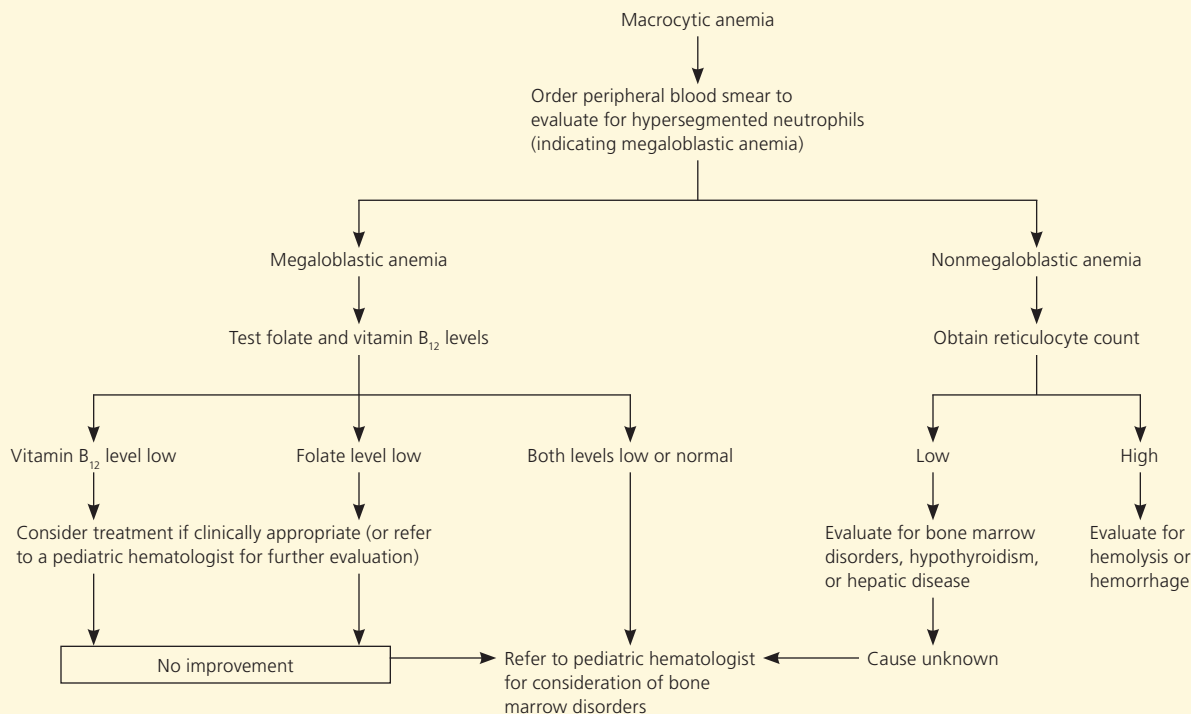 Macrocytic anemia
Order peripheral blood smear to
evaluate for hypersegmented neutrophils
(indicating megaloblastic anemia)
Megaloblastic anemia
Nonmegaloblastic anemia
Test folate and vitamin B12 levels
Obtain reticulocyte count
Vitamin B12 level low
Folate level low
Both levels low or normal
Low
High
Consider treatment if clinically appropriate (or refer
to a pediatric hematologist for further evaluation)
Evaluate for bone marrow
disorders, hypothyroidism,
or hepatic disease
Evaluate for
hemolysis or
hemorrhage
No improvement
Refer to pediatric hematologist
for consideration of bone
marrow disorders
Cause unknown